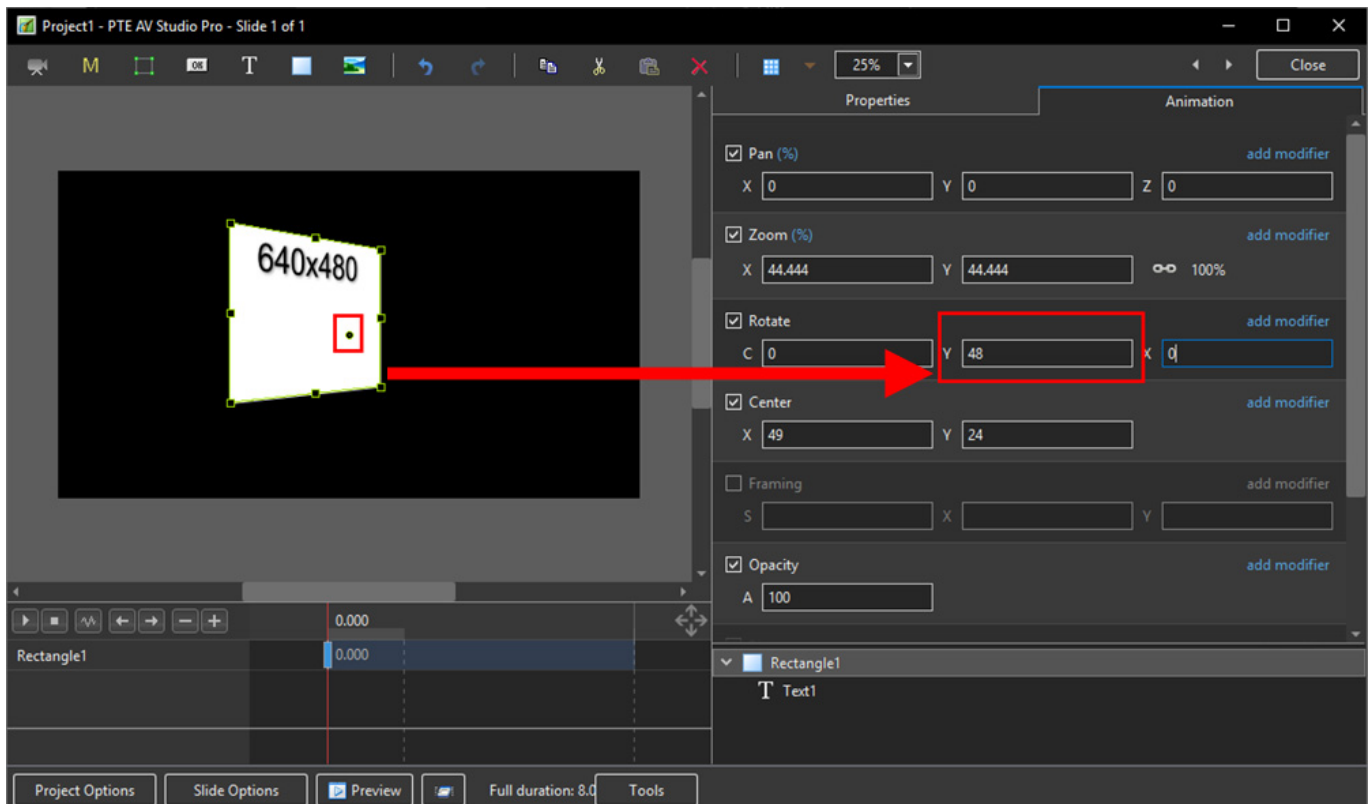 Project1 - PTE AV Studio Pro - Slide 1 of 1
M OK T 25% Close
Properties Animation
Pan (%) add modifier
X 0 Y 0 Z 0
Zoom (%) add modifier
X 44.444 Y 44.444 100%
640x480
Rotate add modifier
C 0 Y 48 X 0
Center add modifier
X 49 Y 24
Framing add modifier
S X Y
Opacity add modifier
A 100
0.000
Rectangle1 0.000
Rectangle1
T Text1
Project Options Slide Options Preview Full duration: 8.0 Tools